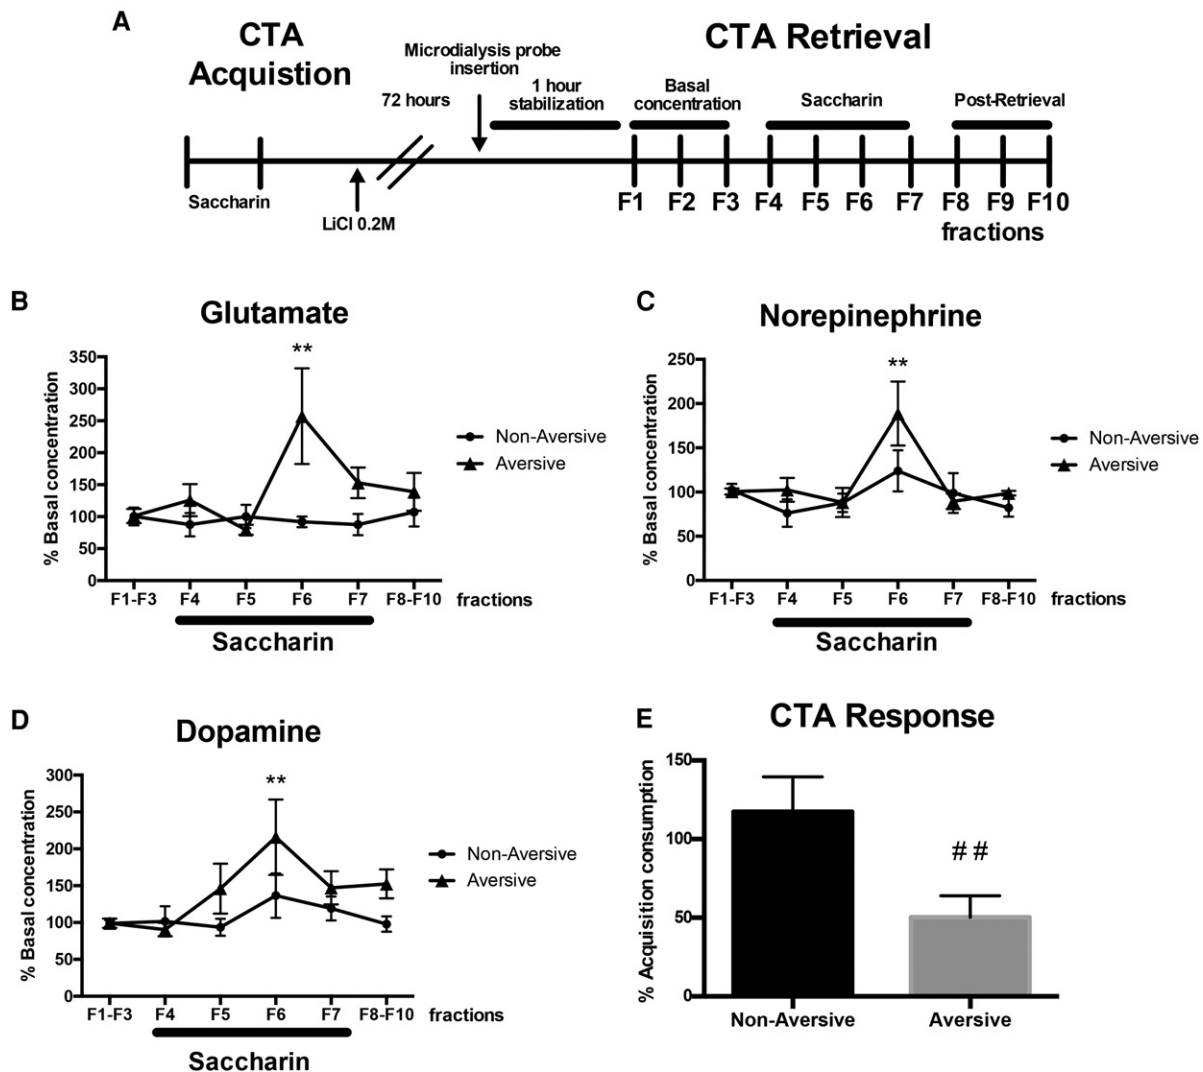 A
CTA
Acquistion
CTA Retrieval
Microdialysis probe
insertion
72 hours
1 hour
stabilization
Basal
concentration
Saccharin
Post-Retrieval
Saccharin
LiCl 0.2M
F1 F2 F3 F4 F5 F6 F7 F8 F9 F10
fractions
B
Glutamate
% Basal concentration
350
300
250
200
150
100
50
0
**
Non-Aversive
Aversive
F1-F3 F4 F5 F6 F7 F8-F10 fractions
Saccharin
C
Norepinephrine
% Basal concentration
250
200
150
100
50
0
**
Non-Aversive
Aversive
F1-F3 F4 F5 F6 F7 F8-F10 fractions
Saccharin
D
Dopamine
% Basal concentration
300
250
200
150
100
50
0
**
Non-Aversive
Aversive
F1-F3 F4 F5 F6 F7 F8-F10 fractions
Saccharin
E
CTA Response
% Acquisition consumption
150
100
50
0
##
Non-Aversive Aversive